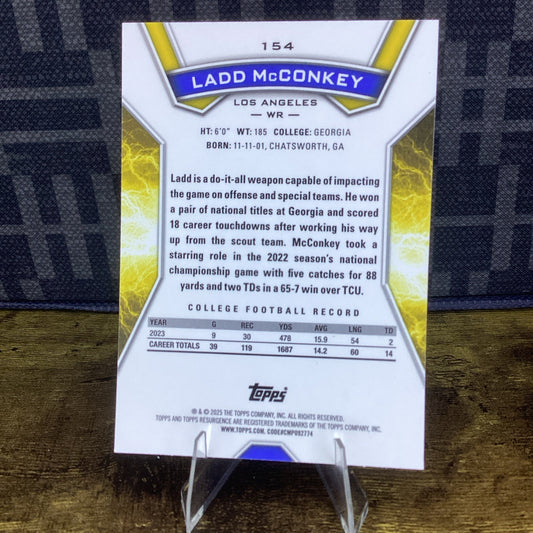 154
LADD McCONKEY
LOS ANGELES
— WR —
HT: 6'0" WT: 185 COLLEGE: GEORGIA
BORN: 11-11-01, CHATSWORTH, GA
Ladd is a do-it-all weapon capable of impacting
the game on offense and special teams. He won
a pair of national titles at Georgia and scored
18 career touchdowns after working his way
up from the scout team. McConkey took a
starring role in the 2022 season's national
championship game with five catches for 88
yards and two TDs in a 65-7 win over TCU.
COLLEGE FOOTBALL RECORD
YEAR G REC YDS AVG LNG TD
2023 9 30 478 15.9 54 2
CAREER TOTALS 39 119 1687 14.2 60 14
Topps®
® & © 2025 THE TOPPS COMPANY, INC. ALL RIGHTS RESERVED.
TOPPS AND TOPPS RESURGENCE ARE REGISTERED TRADEMARKS OF THE TOPPS COMPANY, INC.
WWW.TOPPS.COM. CODE#CMP092774